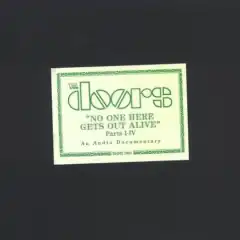 THE
doors
"NO ONE HERE
GETS OUT ALIVE"
Parts I-IV
An Audio Documentary